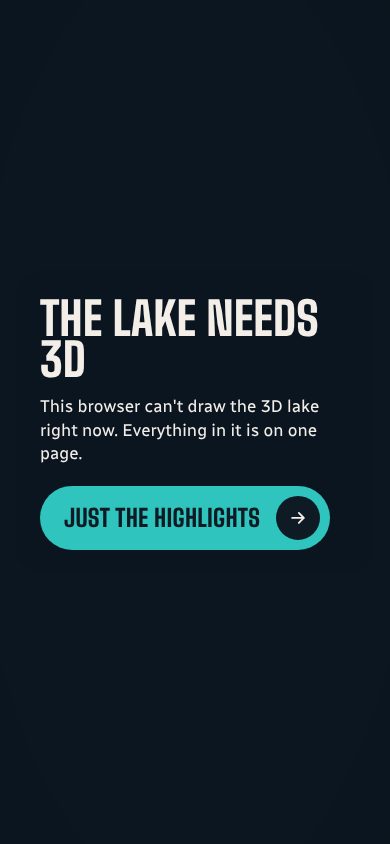 THE LAKE NEEDS
3D
This browser can't draw the 3D lake
right now. Everything in it is on one
page.
JUST THE HIGHLIGHTS